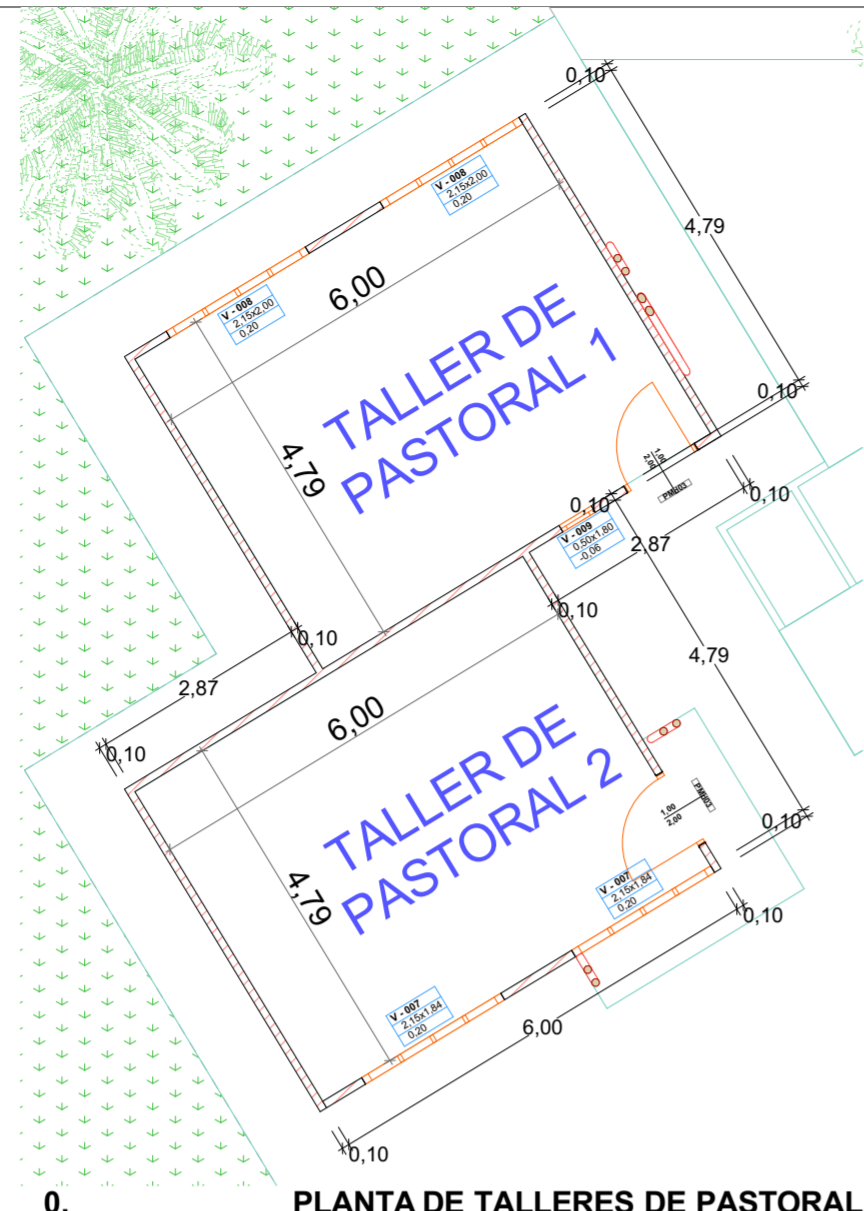 0,10
V - 008
2,15x2,00
0,20
4,79
6,00
V - 008
2,15x2,00
0,20
TALLER DE
PASTORAL 1
0,10
4,79
1,00
2,00
PMB03
0,10
0,10
V - 009
0,50x1,80
-0,06
2,87
0,10
0,10
4,79
2,87
6,00
0,10
TALLER DE
PASTORAL 2
PMB03
1,00
2,00
0,10
V - 007
2,15x1,84
0,20
4,79
0,10
V - 007
2,15x1,84
0,20
6,00
0,10
0. PLANTA DE TALLERES DE PASTORAL